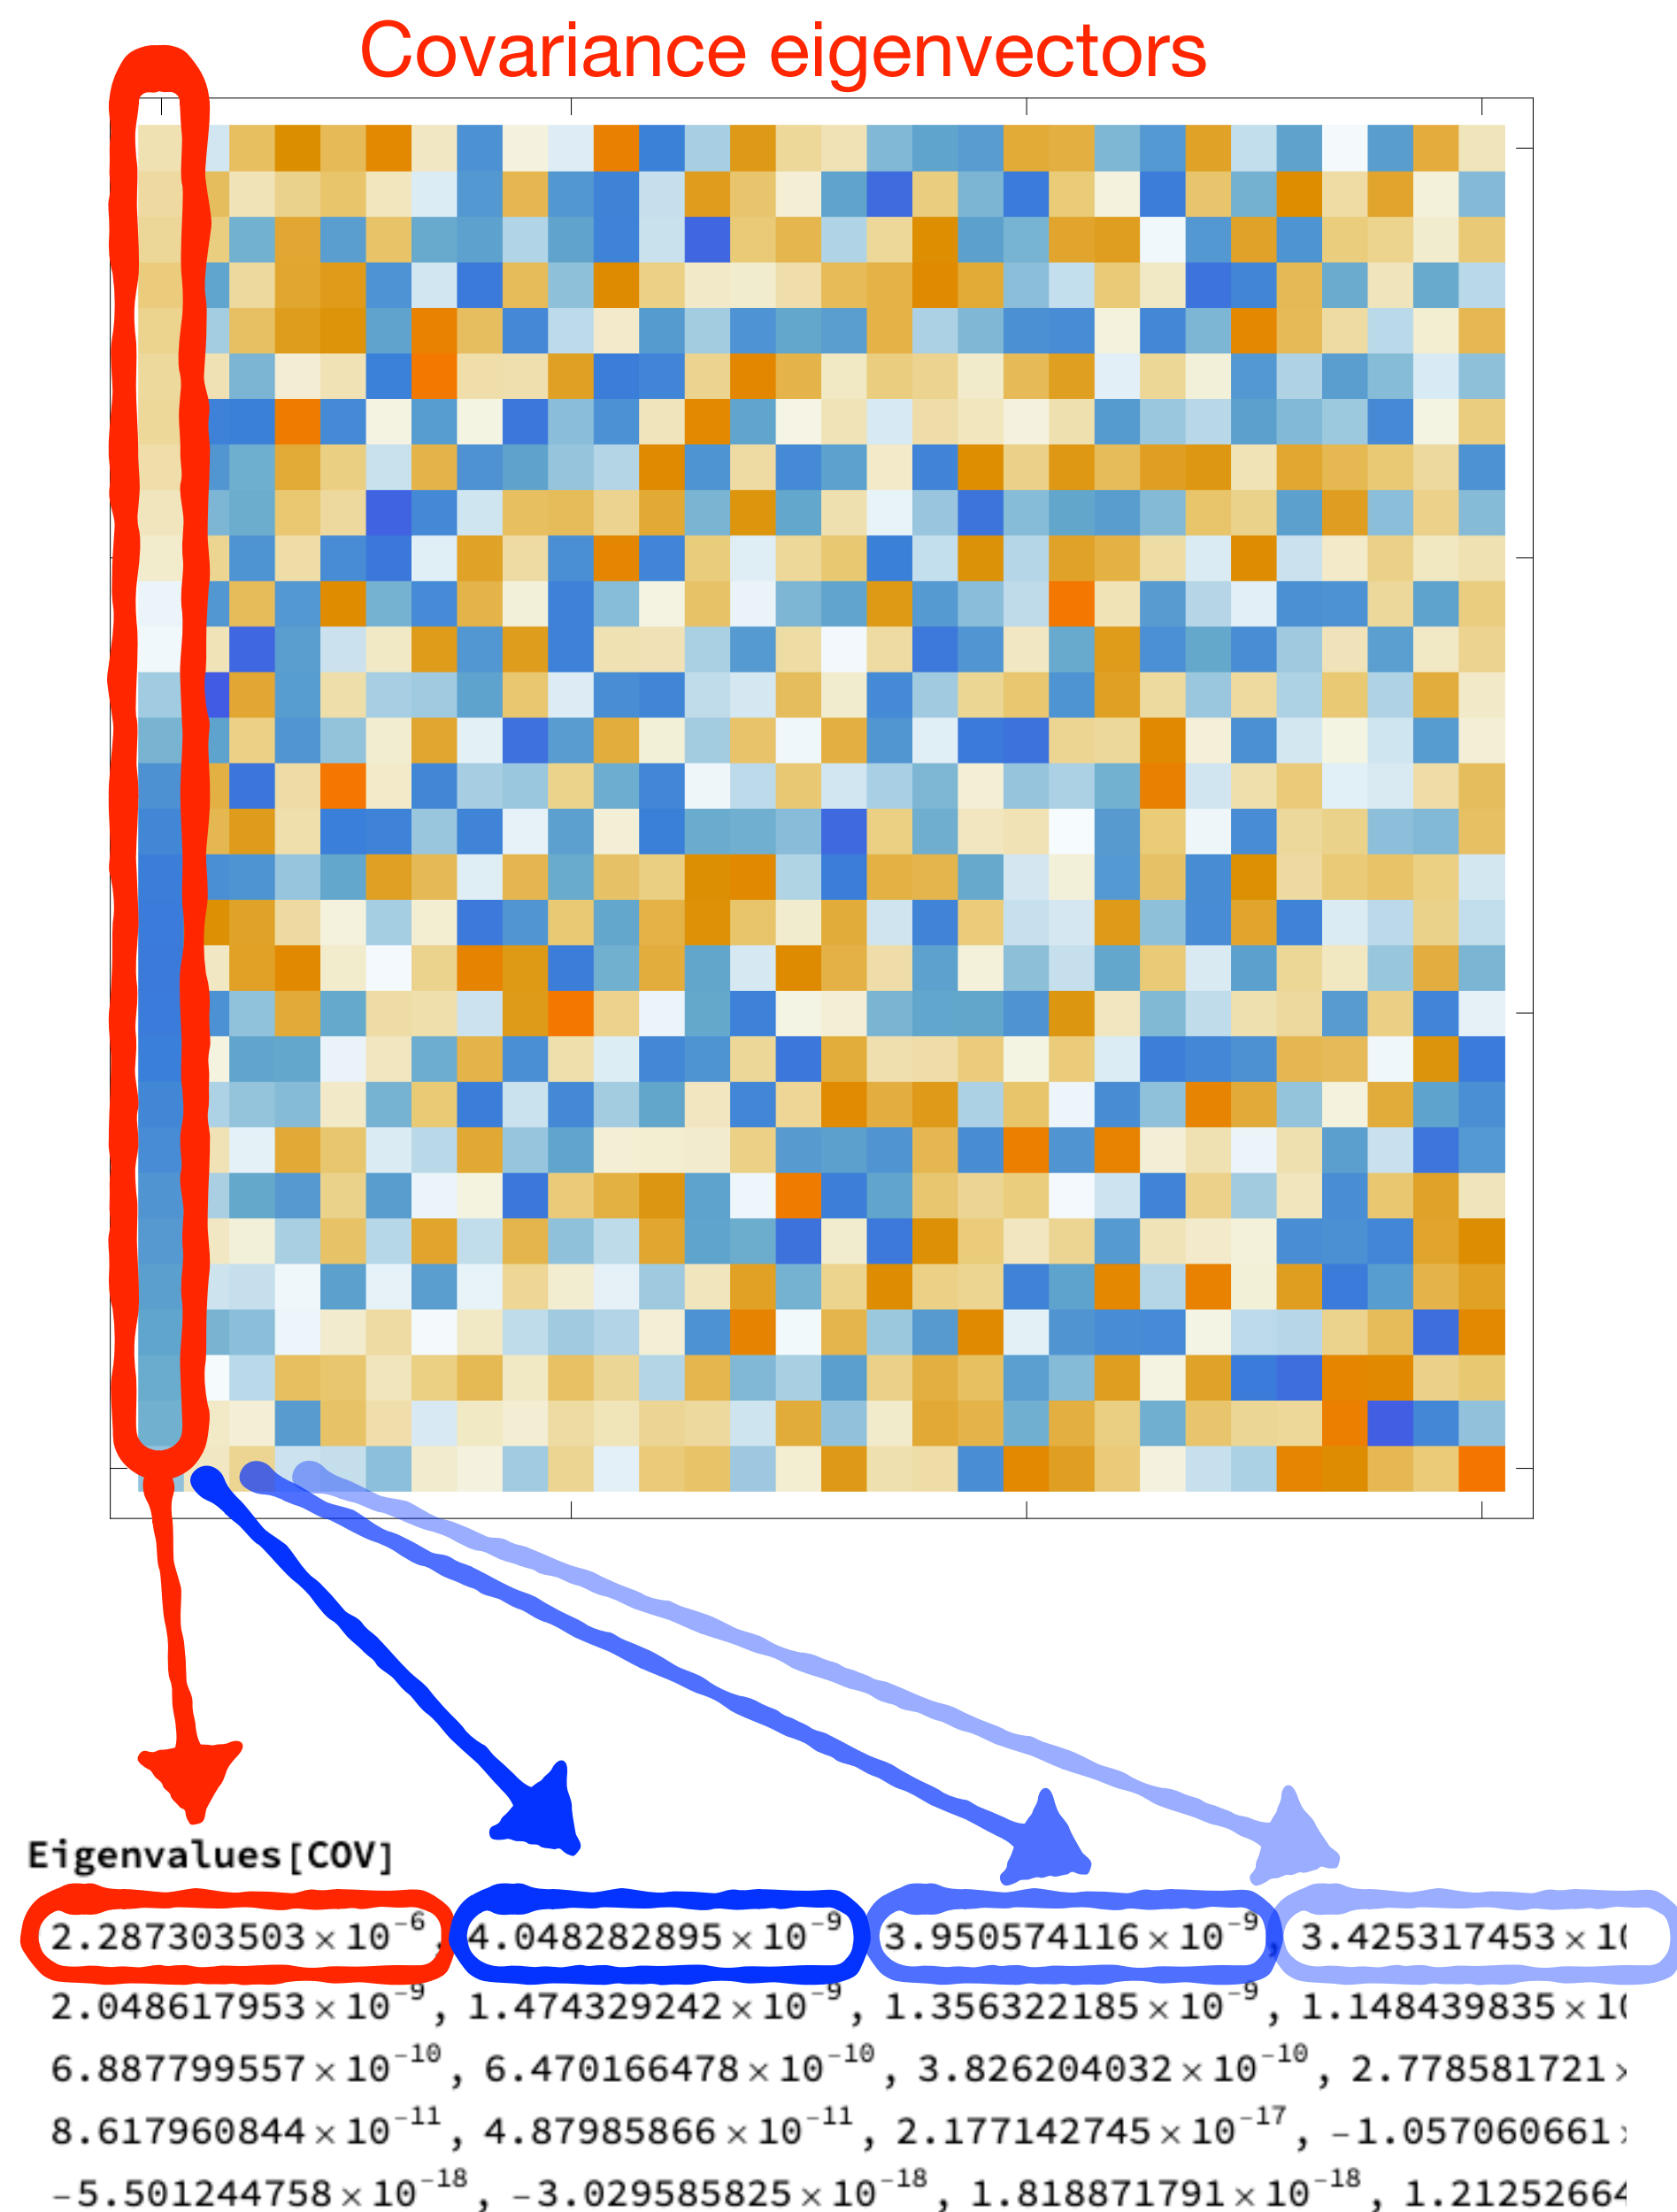 Covariance eigenvectors
Eigenvalues[COV]
2.287303503×10⁻⁶, 4.048282895×10⁻⁹ 3.950574116×10⁻⁹, 3.425317453×10
2.048617953×10⁻⁹, 1.474329242×10⁻⁹, 1.356322185×10⁻⁹, 1.148439835×10
6.887799557×10⁻¹⁰, 6.470166478×10⁻¹⁰, 3.826204032×10⁻¹⁰, 2.778581721×
8.617960844×10⁻¹¹, 4.87985866×10⁻¹¹, 2.177142745×10⁻¹⁷, -1.057060661×
-5.501244758×10⁻¹⁸, -3.029585825×10⁻¹⁸, 1.818871791×10⁻¹⁸, 1.21252664